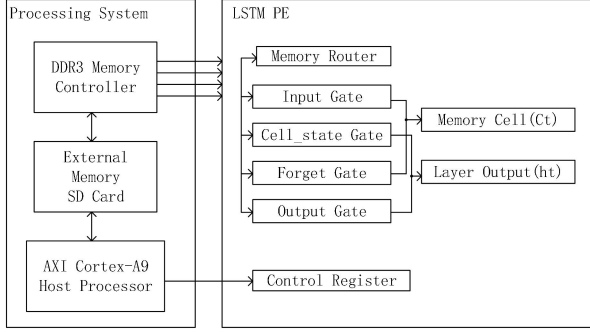 Processing System
DDR3 Memory
Controller
External
Memory
SD Card
AXI Cortex-A9
Host Processor
LSTM PE
Memory Router
Input Gate
Cell_state Gate
Forget Gate
Output Gate
Control Register
Memory Cell(Ct)
Layer Output(ht)